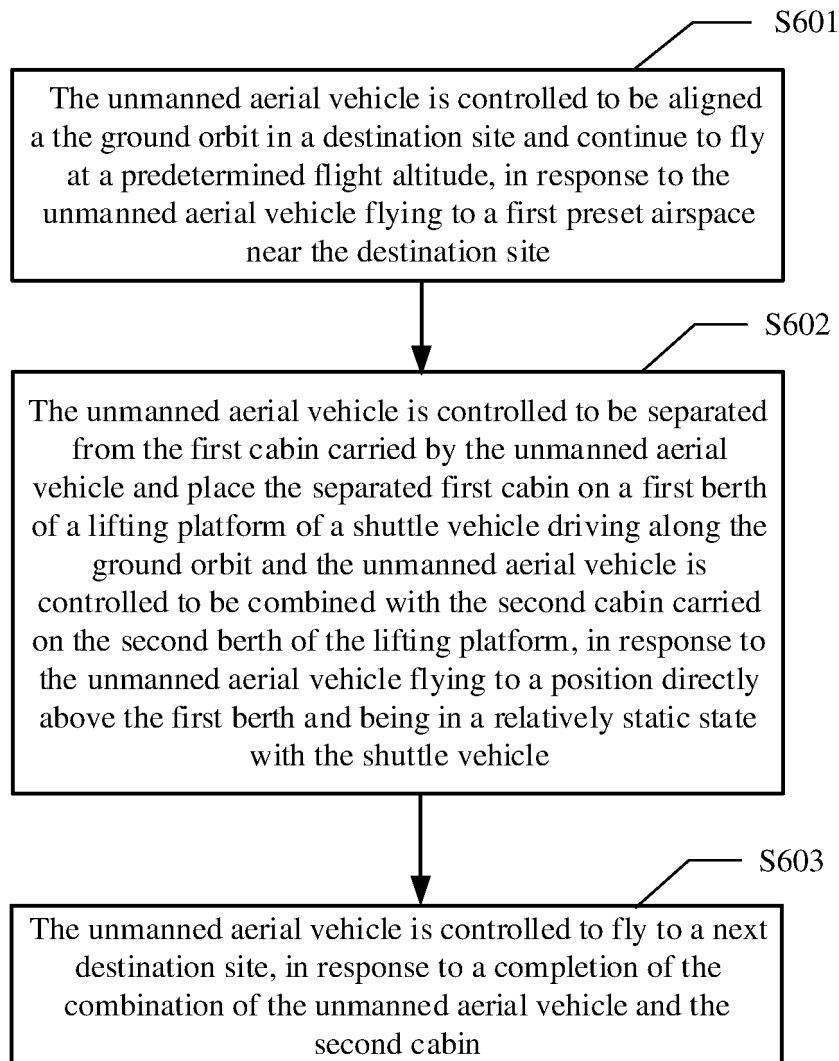 S601
The unmanned aerial vehicle is controlled to be aligned
a the ground orbit in a destination site and continue to fly
at a predetermined flight altitude, in response to the
unmanned aerial vehicle flying to a first preset airspace
near the destination site
S602
The unmanned aerial vehicle is controlled to be separated
from the first cabin carried by the unmanned aerial
vehicle and place the separated first cabin on a first berth
of a lifting platform of a shuttle vehicle driving along the
ground orbit and the unmanned aerial vehicle is
controlled to be combined with the second cabin carried
on the second berth of the lifting platform, in response to
the unmanned aerial vehicle flying to a position directly
above the first berth and being in a relatively static state
with the shuttle vehicle
S603
The unmanned aerial vehicle is controlled to fly to a next
destination site, in response to a completion of the
combination of the unmanned aerial vehicle and the
second cabin